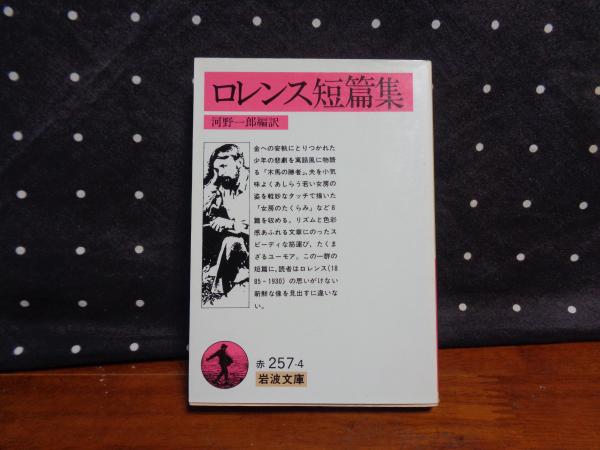 ロレンス短篇集
河野一郎編訳
金への妄執にとりつかれた
少年の悲劇を寓話風に物語
る「木馬の勝者」、夫を小気
味よくあしらう若い女房の
姿を軽妙なタッチで描いた
「女房のたくらみ」など8
篇を収める。リズムと色彩
感あふれる文章にのったス
ピーディな筋運び、たくま
ざるユーモア。この一群の
短篇に、読者はロレンス(18
85-1930)の思いがけない
新鮮な像を見出すに違いな
い。
赤 257-4
岩波文庫